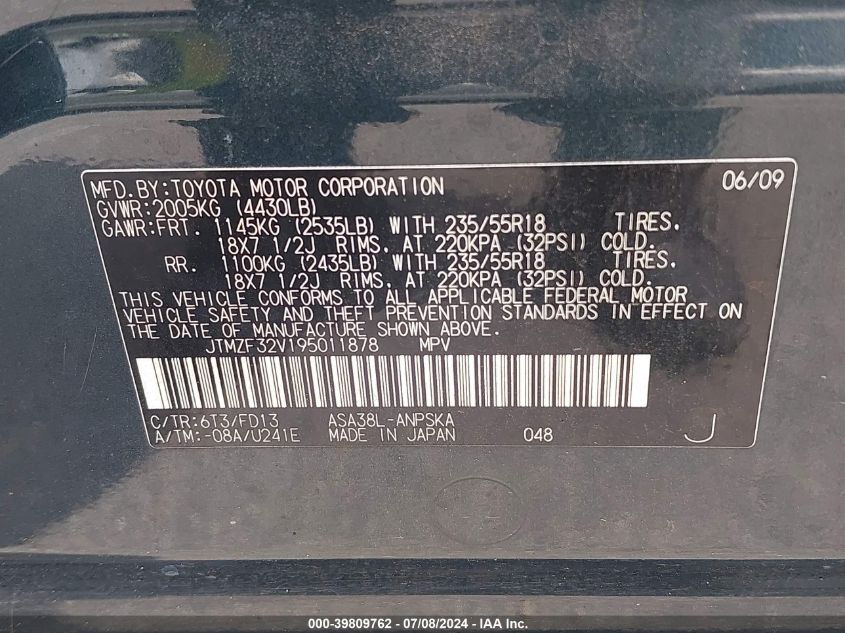 MFD.BY:TOYOTA MOTOR CORPORATION 06/09
GVWR:2005KG (4430LB)
GAWR:FRT. 1145KG (2535LB) WITH 235/55R18 TIRES.
18X7 1/2J RIMS. AT 220KPA (32PSI) COLD.
RR. 1100KG (2435LB) WITH 235/55R18 TIRES.
18X7 1/2J RIMS. AT 220KPA (32PSI) COLD.
THIS VEHICLE CONFORMS TO ALL APPLICABLE FEDERAL MOTOR
VEHICLE SAFETY AND THEFT PREVENTION STANDARDS IN EFFECT ON
THE DATE OF MANUFACTURE SHOWN ABOVE.
JTMZF32V195011878 MPV
C/TR:6T3/FD13 ASA38L-ANPSKA
A/TM:-08A/U241E MADE IN JAPAN 048 J
000-39809762 - 07/08/2024 - IAA Inc.